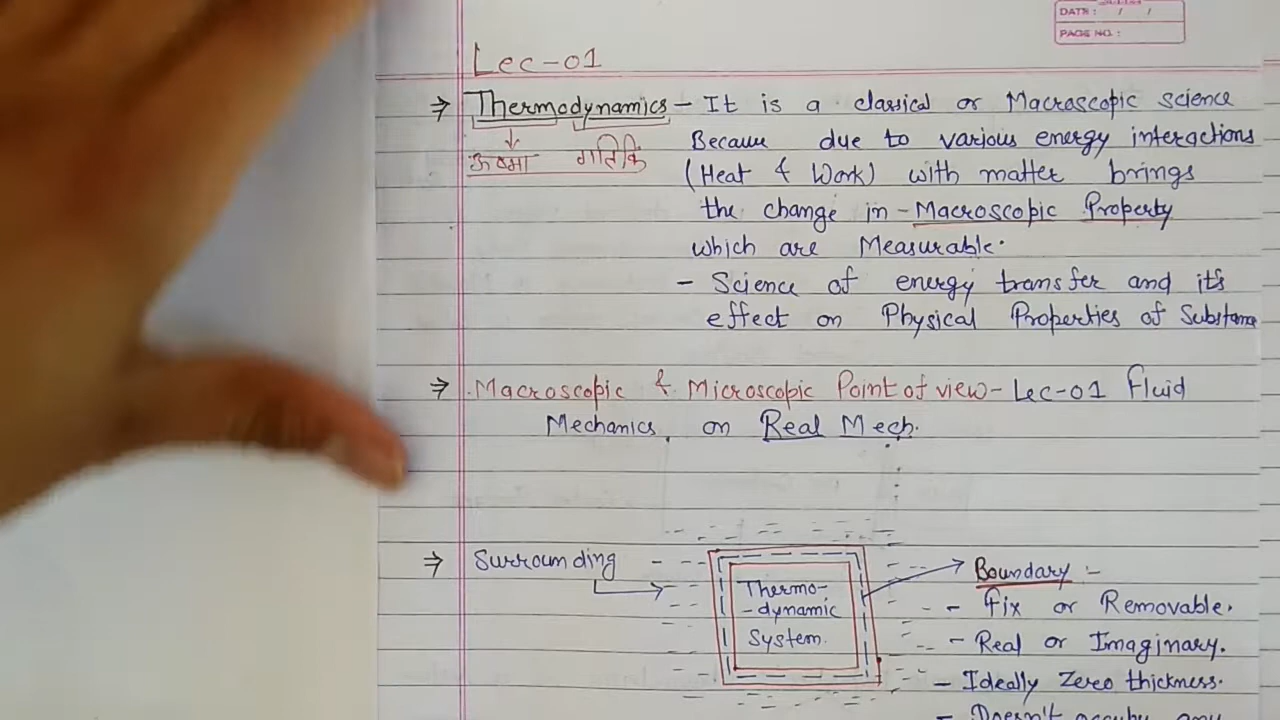 DATE: / /
PAGE NO.:
Lec-01
⇒ Thermodynamics - It is a classical or Macroscopic science
ऊष्मा गतिकि
Because due to various energy interactions
(Heat & Work) with matter brings
the change in - Macroscopic Property
which are Measurable.
- Science of energy transfer and its
effect on Physical Properties of
⇒ Macroscopic & Microscopic Point of view - Lec-01 Fluid
Mechanics, on Real Mech.
⇒ Surrounding
Thermo-
-dynamic
System.
Boundary :-
- fix or Removable.
- Real or Imaginary.
- Ideally Zero thickness.
- Doesn't occupy any